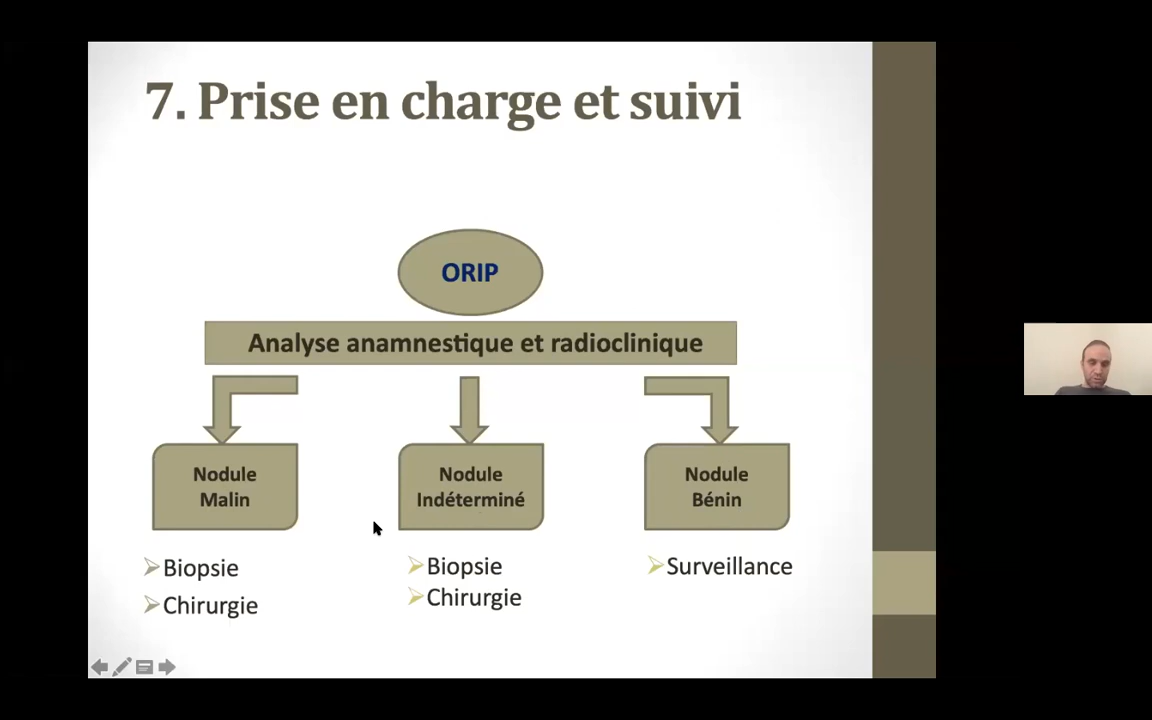 7. Prise en charge et suivi
ORIP
Analyse anamnestique et radioclinique
Nodule
Malin
Nodule
Indéterminé
Nodule
Bénin
Biopsie
Chirurgie
Biopsie
Chirurgie
Surveillance